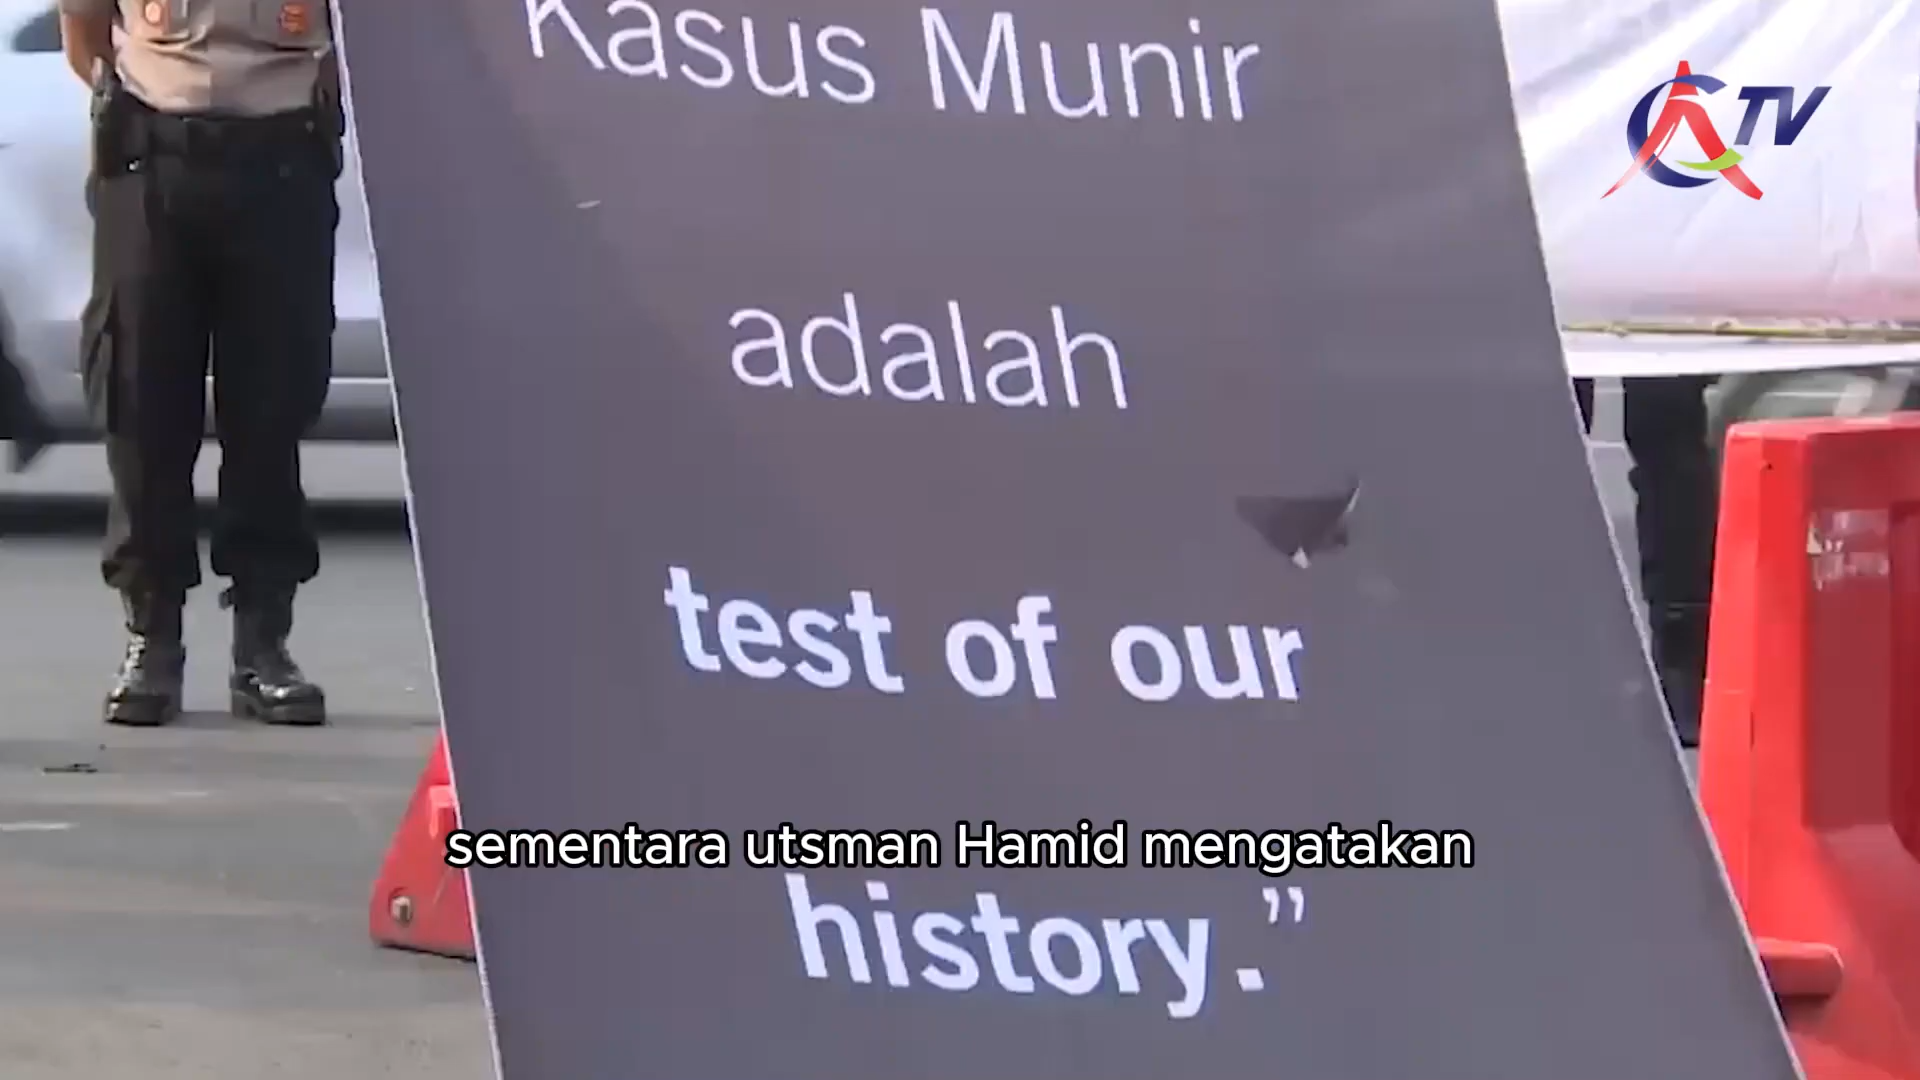 Kasus Munir
TV
adalah
test of our
sementara utsman Hamid mengatakan
history.”